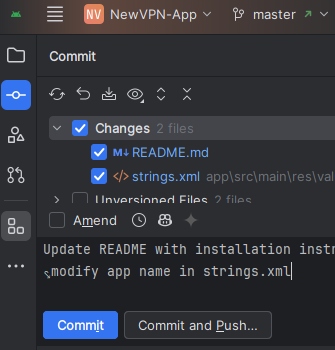 NV NewVPN-App master
Commit
Changes 2 files
M↓ README.md
</> strings.xml app\src\main\res\val
Unversioned Files 2 files
Amend
Update README with installation instr
modify app name in strings.xml
Commit Commit and Push...